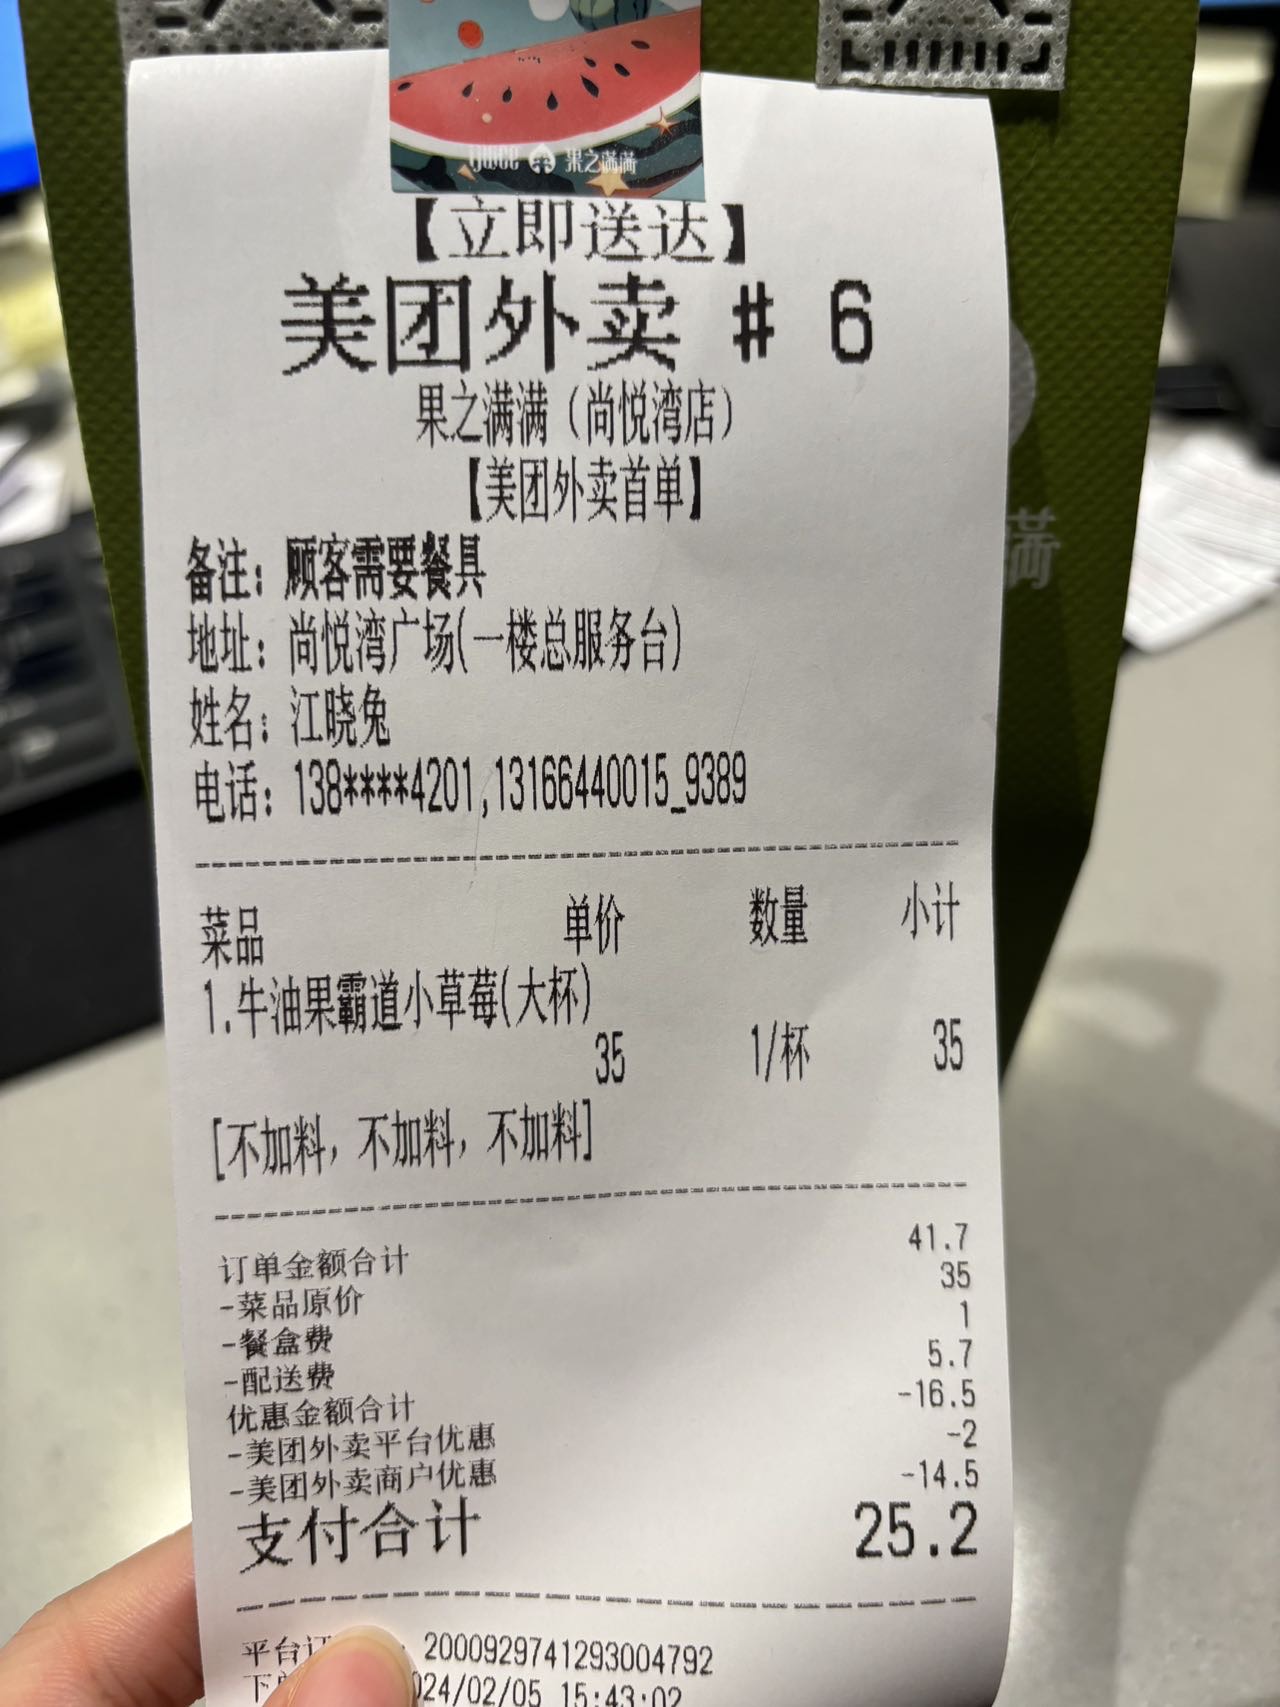 果之满满
【立即送达】
美团外卖 # 6
果之满满（尚悦湾店）
【美团外卖首单】
备注：顾客需要餐具
地址：尚悦湾广场(一楼总服务台)
姓名：江晓兔
电话：138****4201,13166440015_9389
菜品 单价 数量 小计
1.牛油果霸道小草莓(大杯)
35 1/杯 35
[不加料，不加料，不加料]
订单金额合计 41.7
-菜品原价 35
-餐盒费 1
-配送费 5.7
优惠金额合计 -16.5
-美团外卖平台优惠 -2
-美团外卖商户优惠 -14.5
支付合计 25.2
平台订 2000929741293004792
下 024/02/05 15:43:02
满